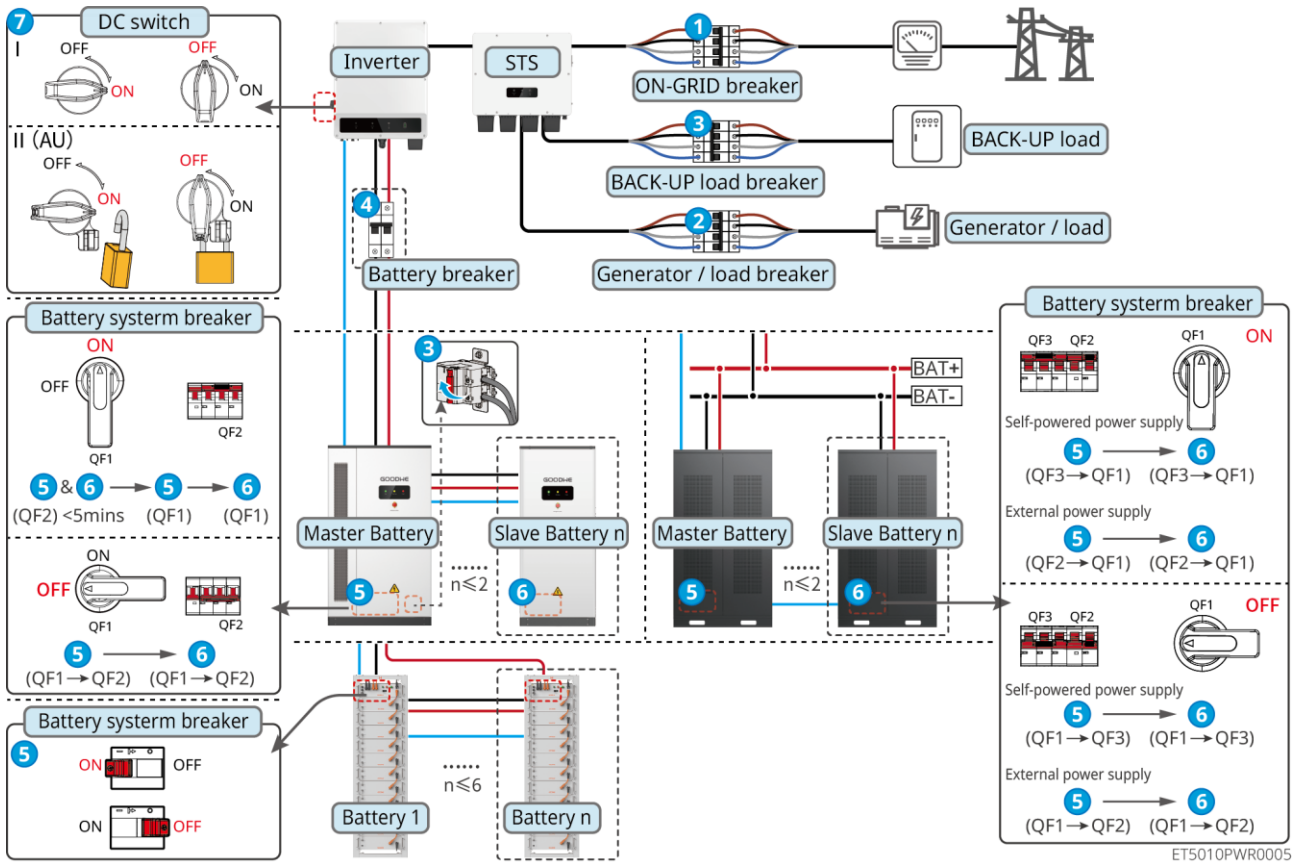 7
DC switch
I
OFF
ON
OFF
ON
II (AU)
OFF
ON
OFF
ON
Inverter
STS
1
ON-GRID breaker
3
BACK-UP load breaker
BACK-UP load
2
Generator / load breaker
Generator / load
4
Battery breaker
Battery systerm breaker
ON
OFF
QF1
QF2
5 & 6 → 5 → 6
(QF2) <5mins (QF1) (QF1)
ON
OFF
QF1
QF2
5 → 6
(QF1→QF2) (QF1→QF2)
Battery systerm breaker
5
ON OFF
ON OFF
3
GOODWE
GOODWE
Master Battery
Slave Battery n
n≤2
5
6
BAT+
BAT-
Master Battery
Slave Battery n
n≤2
5
6
n≤6
Battery 1
Battery n
Battery systerm breaker
QF3 QF2
QF1
ON
Self-powered power supply
5 → 6
(QF3→QF1) (QF3→QF1)
External power supply
5 → 6
(QF2→QF1) (QF2→QF1)
QF3 QF2
QF1
OFF
Self-powered power supply
5 → 6
(QF1→QF3) (QF1→QF3)
External power supply
5 → 6
(QF1→QF2) (QF1→QF2)
ET5010PWR0005